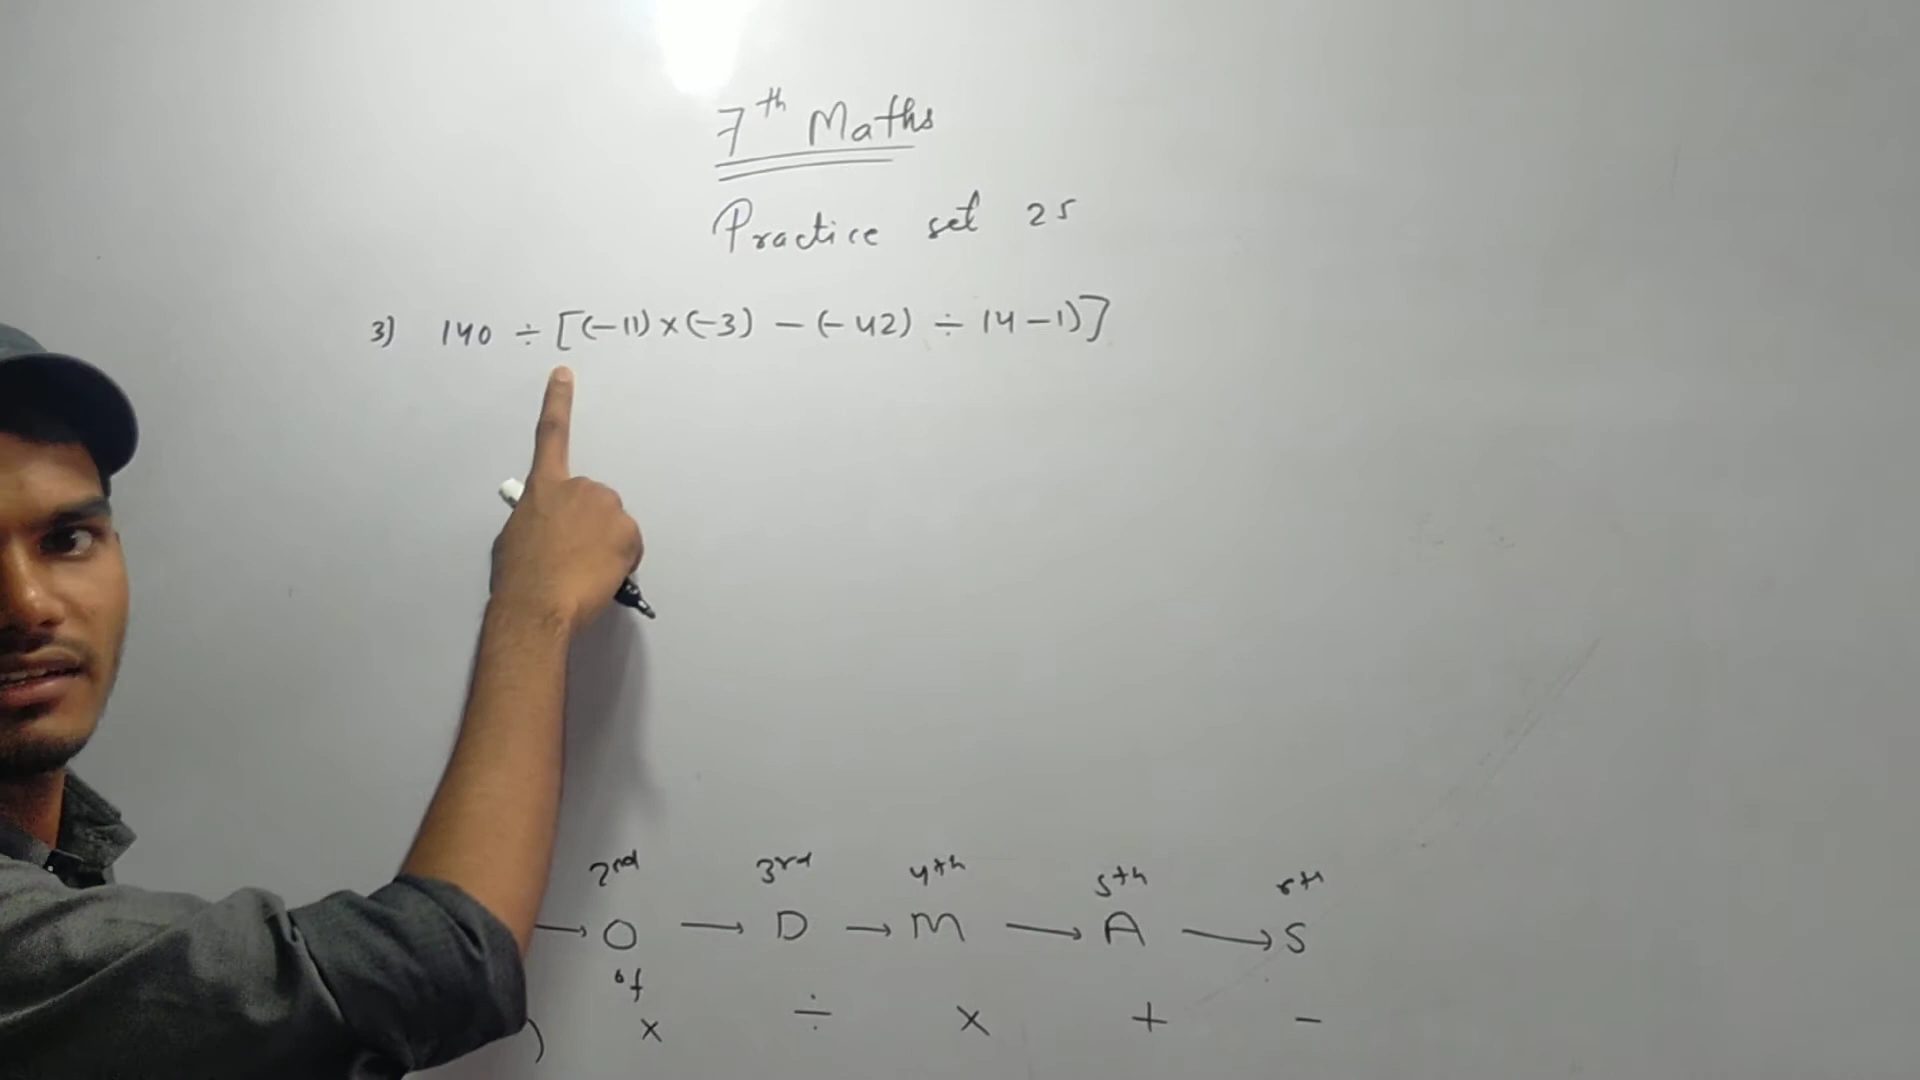 7th Maths
Practice set 25
3) 140 ÷ [(-11) × (-3) - (-42) ÷ 14 - 1)]
2nd 3rd 4th 5th 6th
→ O → D → M → A → S
of
) × ÷ × + -